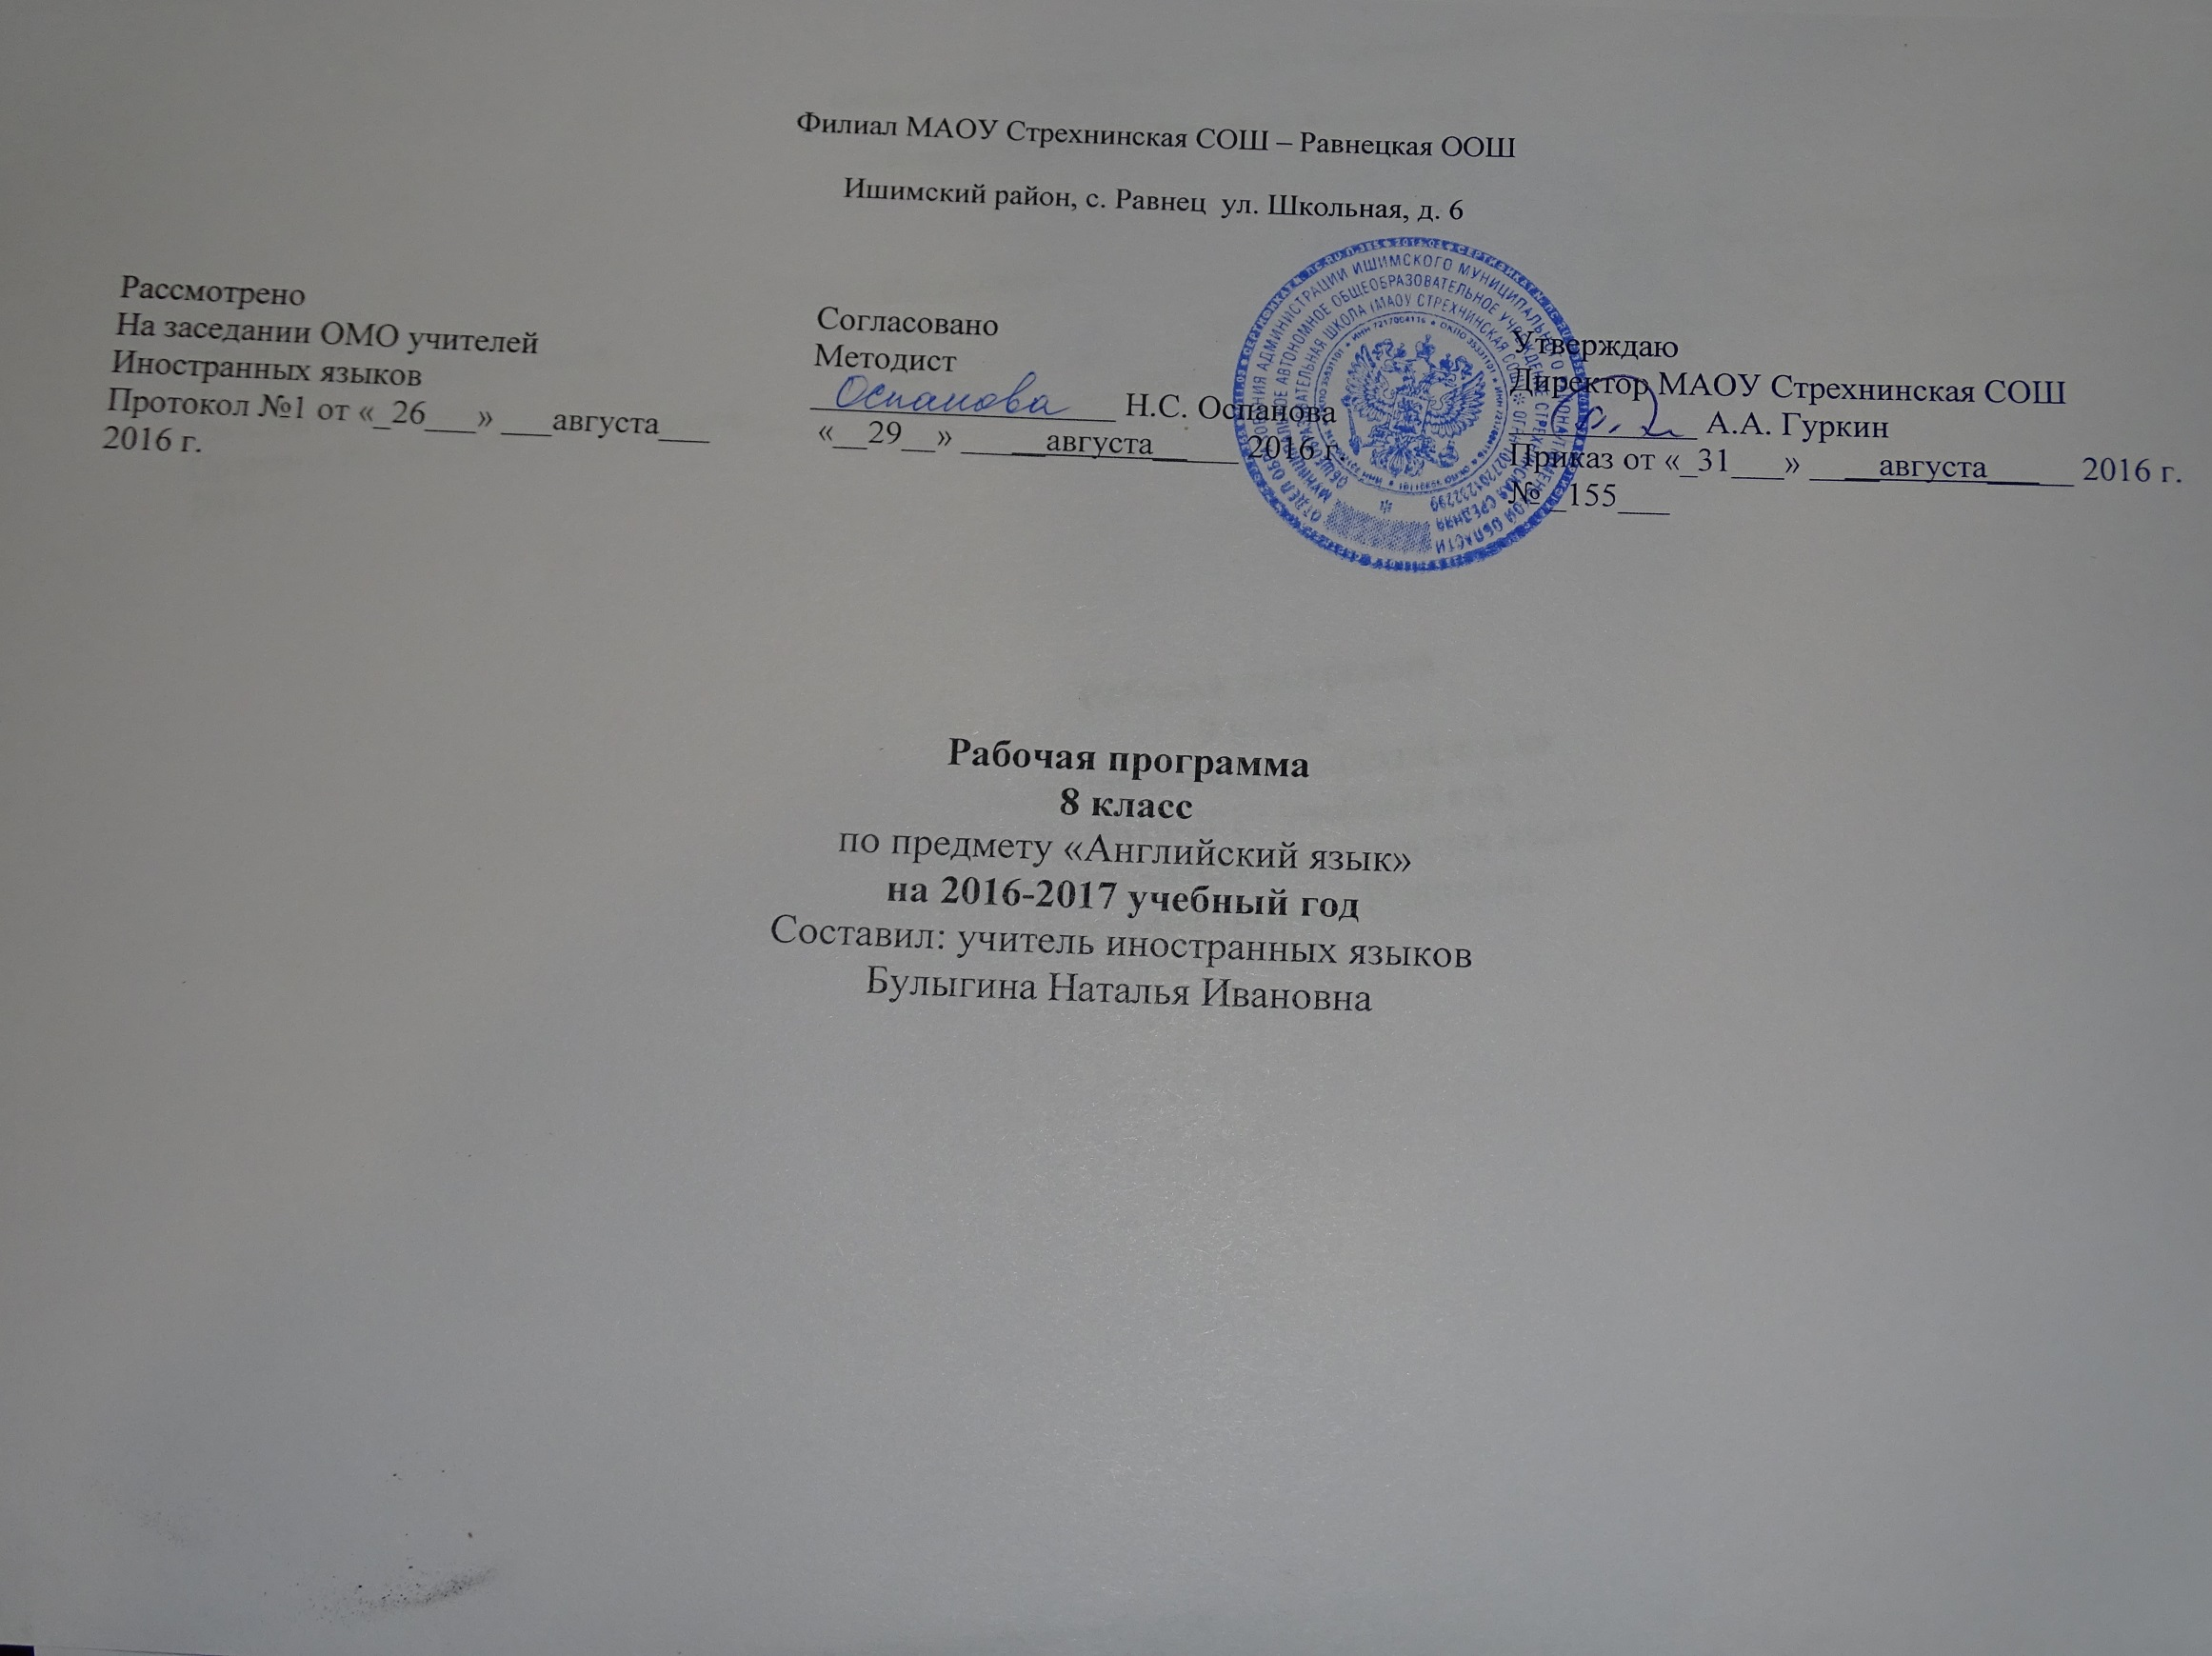 Филиал МАОУ Стрехнинская СОШ – Равнецкая ООШ
Ишимский район, с. Равнец ул. Школьная, д. 6
Рассмотрено
На заседании ОМО учителей
Иностранных языков
Протокол №1 от «_26___» ___августа___
2016 г.
Согласовано
Методист
Оспанова Н.С. Оспанова
«__29__» _____августа_____ 2016 г.
Утверждаю
Директор МАОУ Стрехнинская СОШ
___________ А.А. Гуркин
Приказ от «_31___» ____августа_____ 2016 г.
№ _155___
Рабочая программа
8 класс
по предмету «Английский язык»
на 2016-2017 учебный год
Составил: учитель иностранных языков
Булыгина Наталья Ивановна